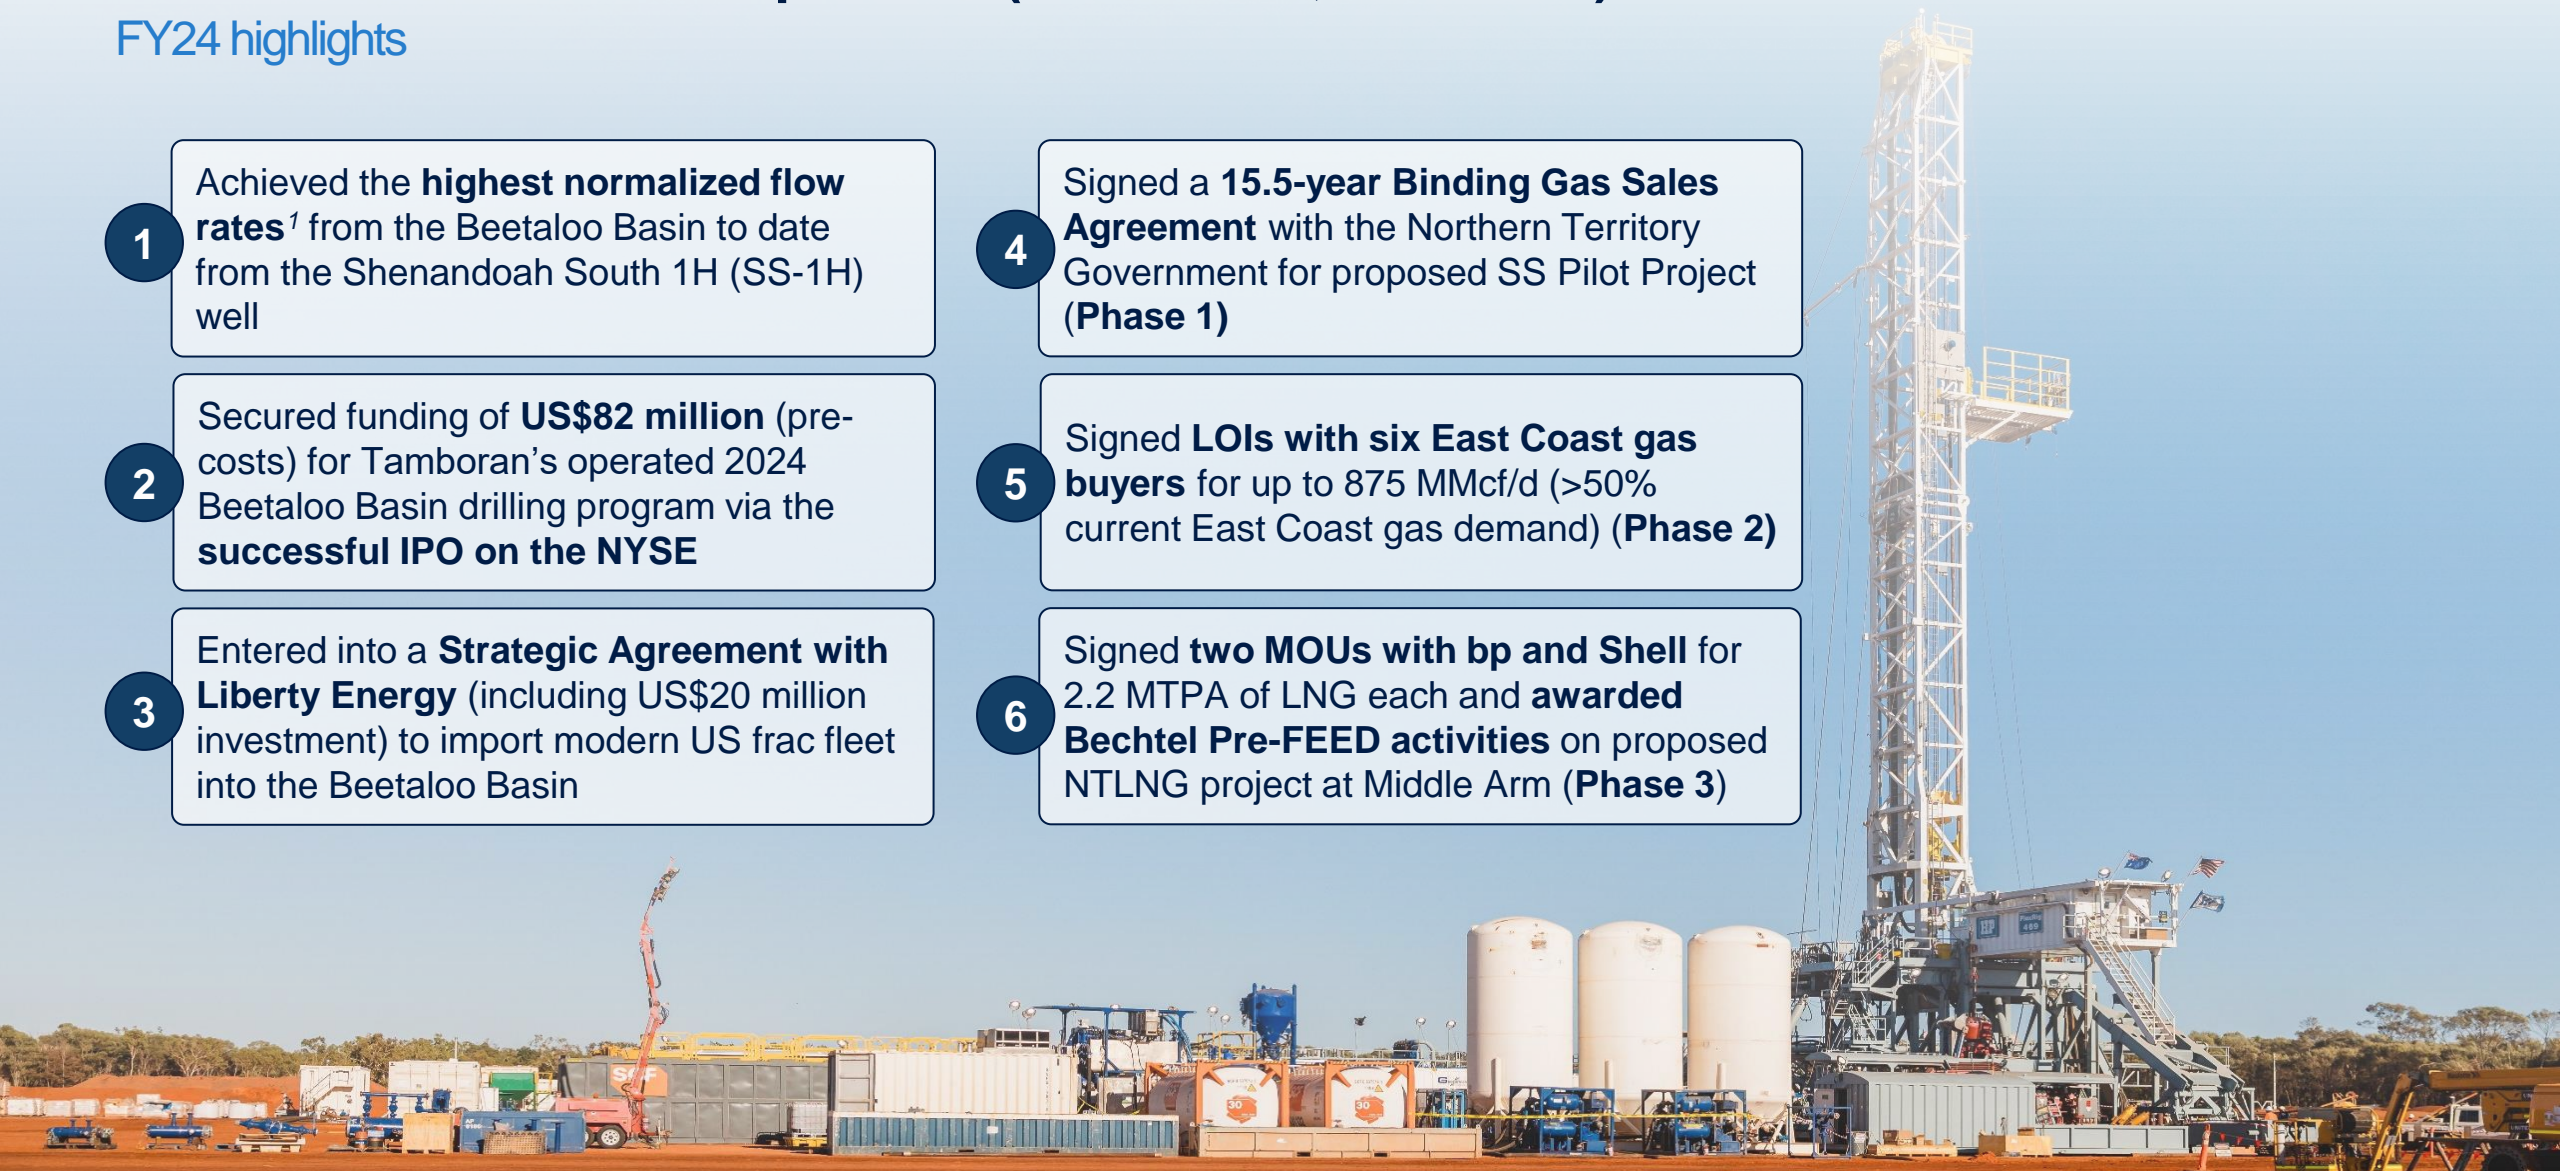 FY24 highlights
1
Achieved the highest normalized flow
rates1 from the Beetaloo Basin to date
from the Shenandoah South 1H (SS-1H)
well
2
Secured funding of US$82 million (pre-
costs) for Tamboran’s operated 2024
Beetaloo Basin drilling program via the
successful IPO on the NYSE
3
Entered into a Strategic Agreement with
Liberty Energy (including US$20 million
investment) to import modern US frac fleet
into the Beetaloo Basin
4
Signed a 15.5-year Binding Gas Sales
Agreement with the Northern Territory
Government for proposed SS Pilot Project
(Phase 1)
5
Signed LOIs with six East Coast gas
buyers for up to 875 MMcf/d (>50%
current East Coast gas demand) (Phase 2)
6
Signed two MOUs with bp and Shell for
2.2 MTPA of LNG each and awarded
Bechtel Pre-FEED activities on proposed
NTLNG project at Middle Arm (Phase 3)
HP
469
30
30